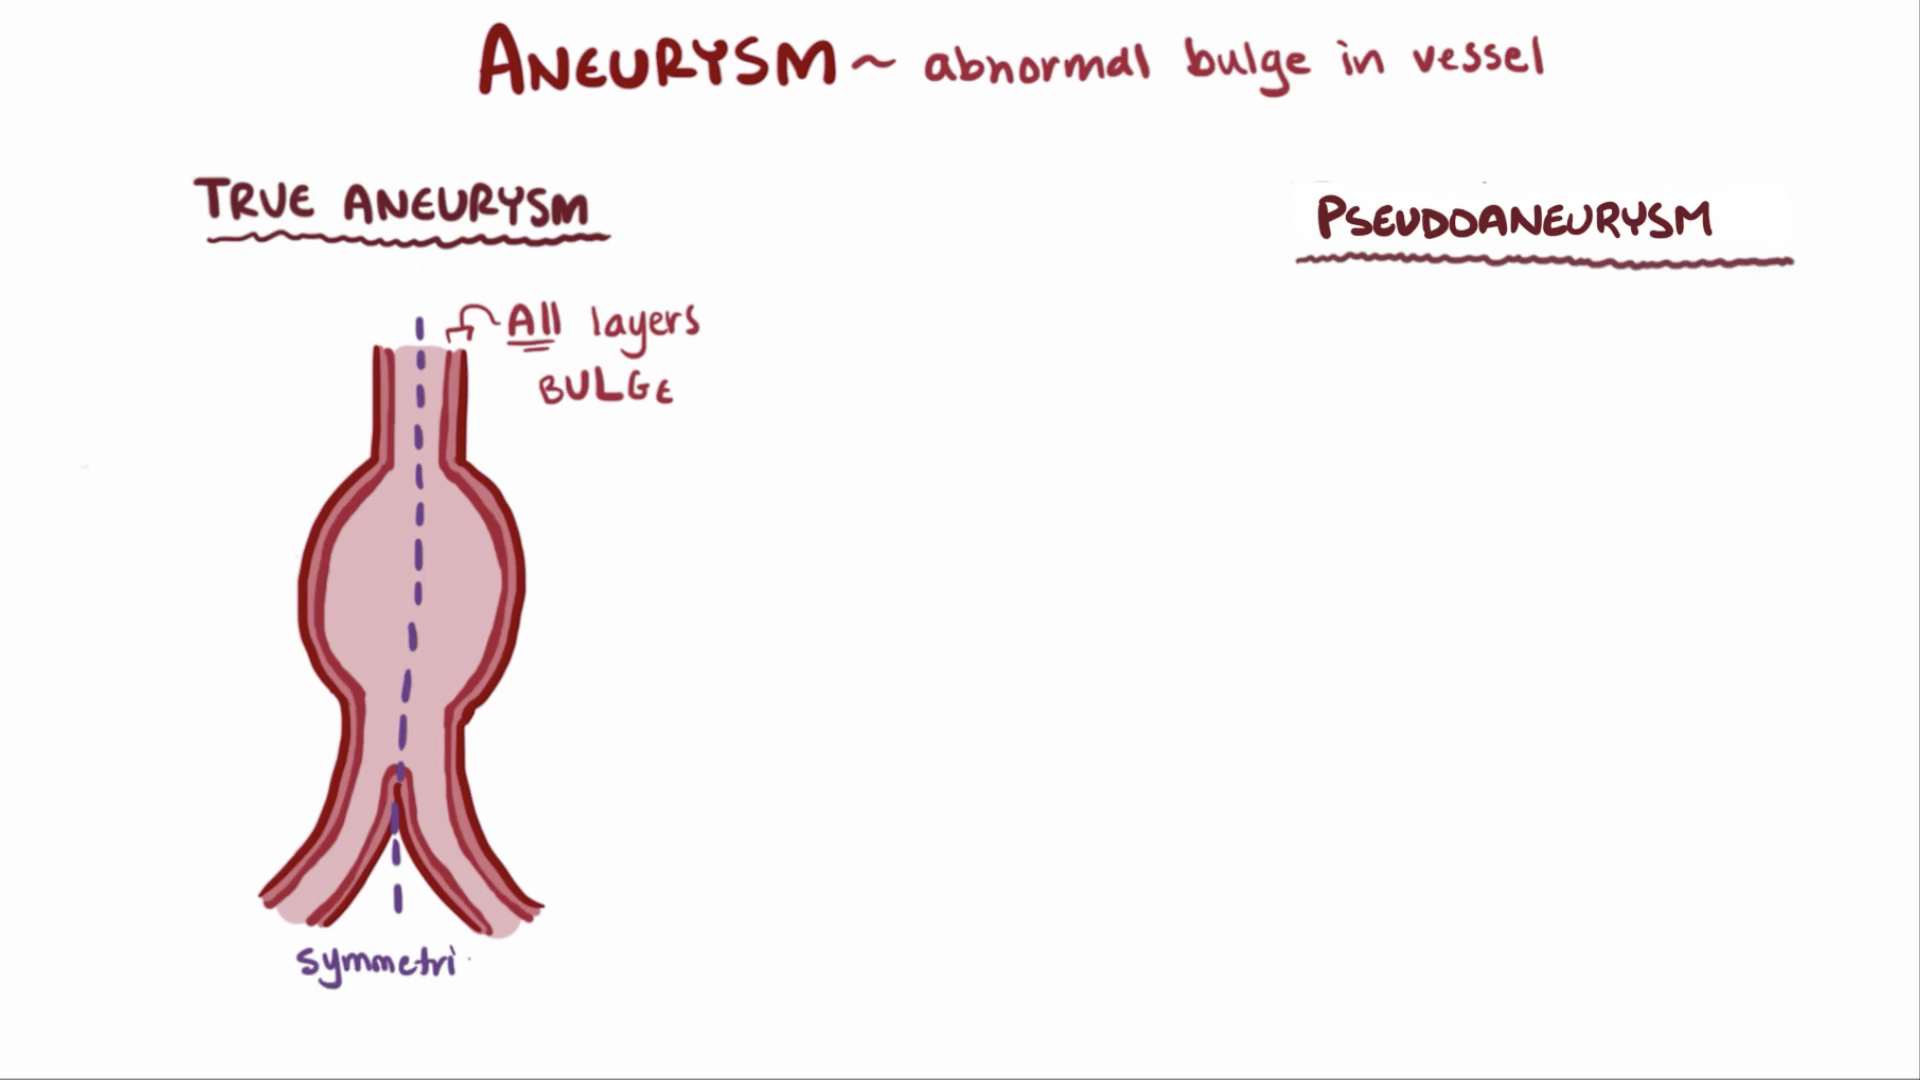 ANEURYSM ~ abnormal bulge in vessel
TRUE ANEURYSM
PSEUDOANEURYSM
All layers
BULGE
symmetri